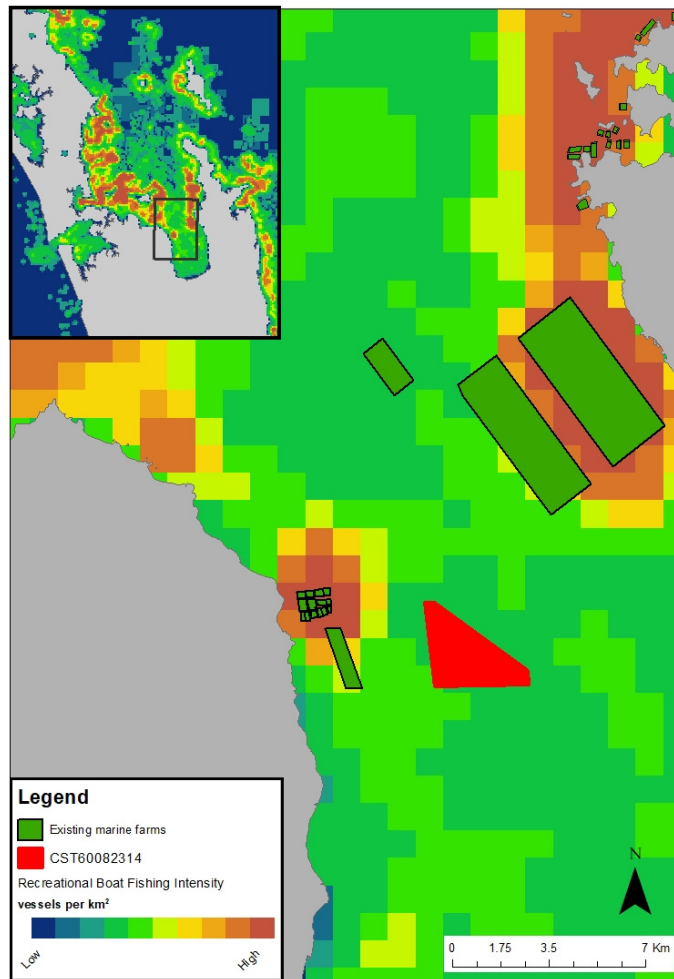 Legend
Existing marine farms
CST60082314
Recreational Boat Fishing Intensity
vessels per km²
Low
High
N
0 1.75 3.5 7 Km